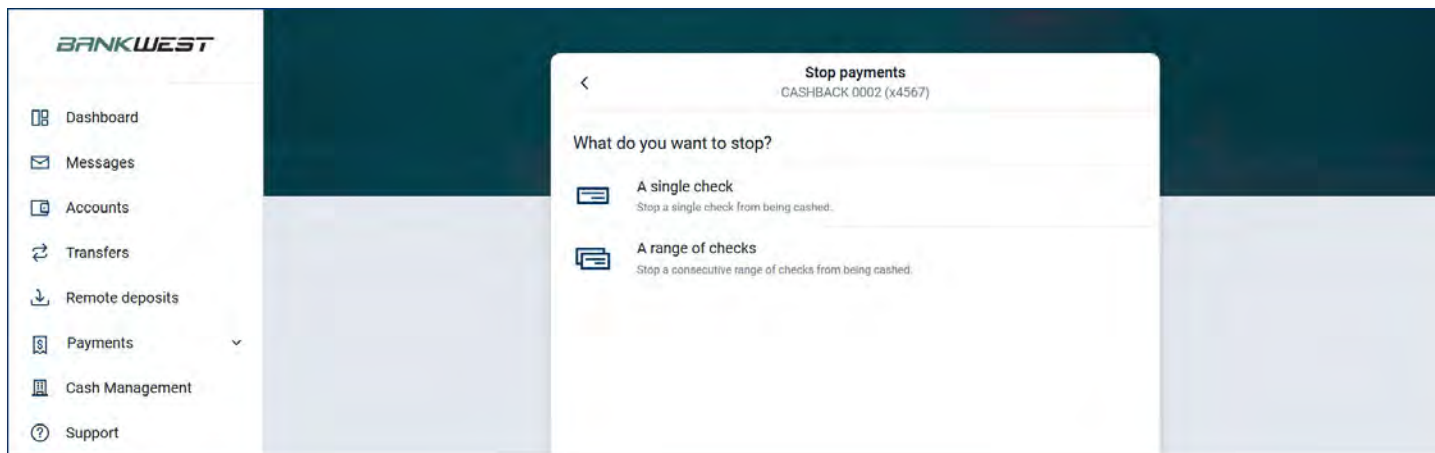 BANKWEST
Dashboard
Messages
Accounts
Transfers
Remote deposits
Payments
Cash Management
Support
Stop payments
CASHBACK 0002 (x4567)
What do you want to stop?
A single check
Stop a single check from being cashed.
A range of checks
Stop a consecutive range of checks from being cashed.